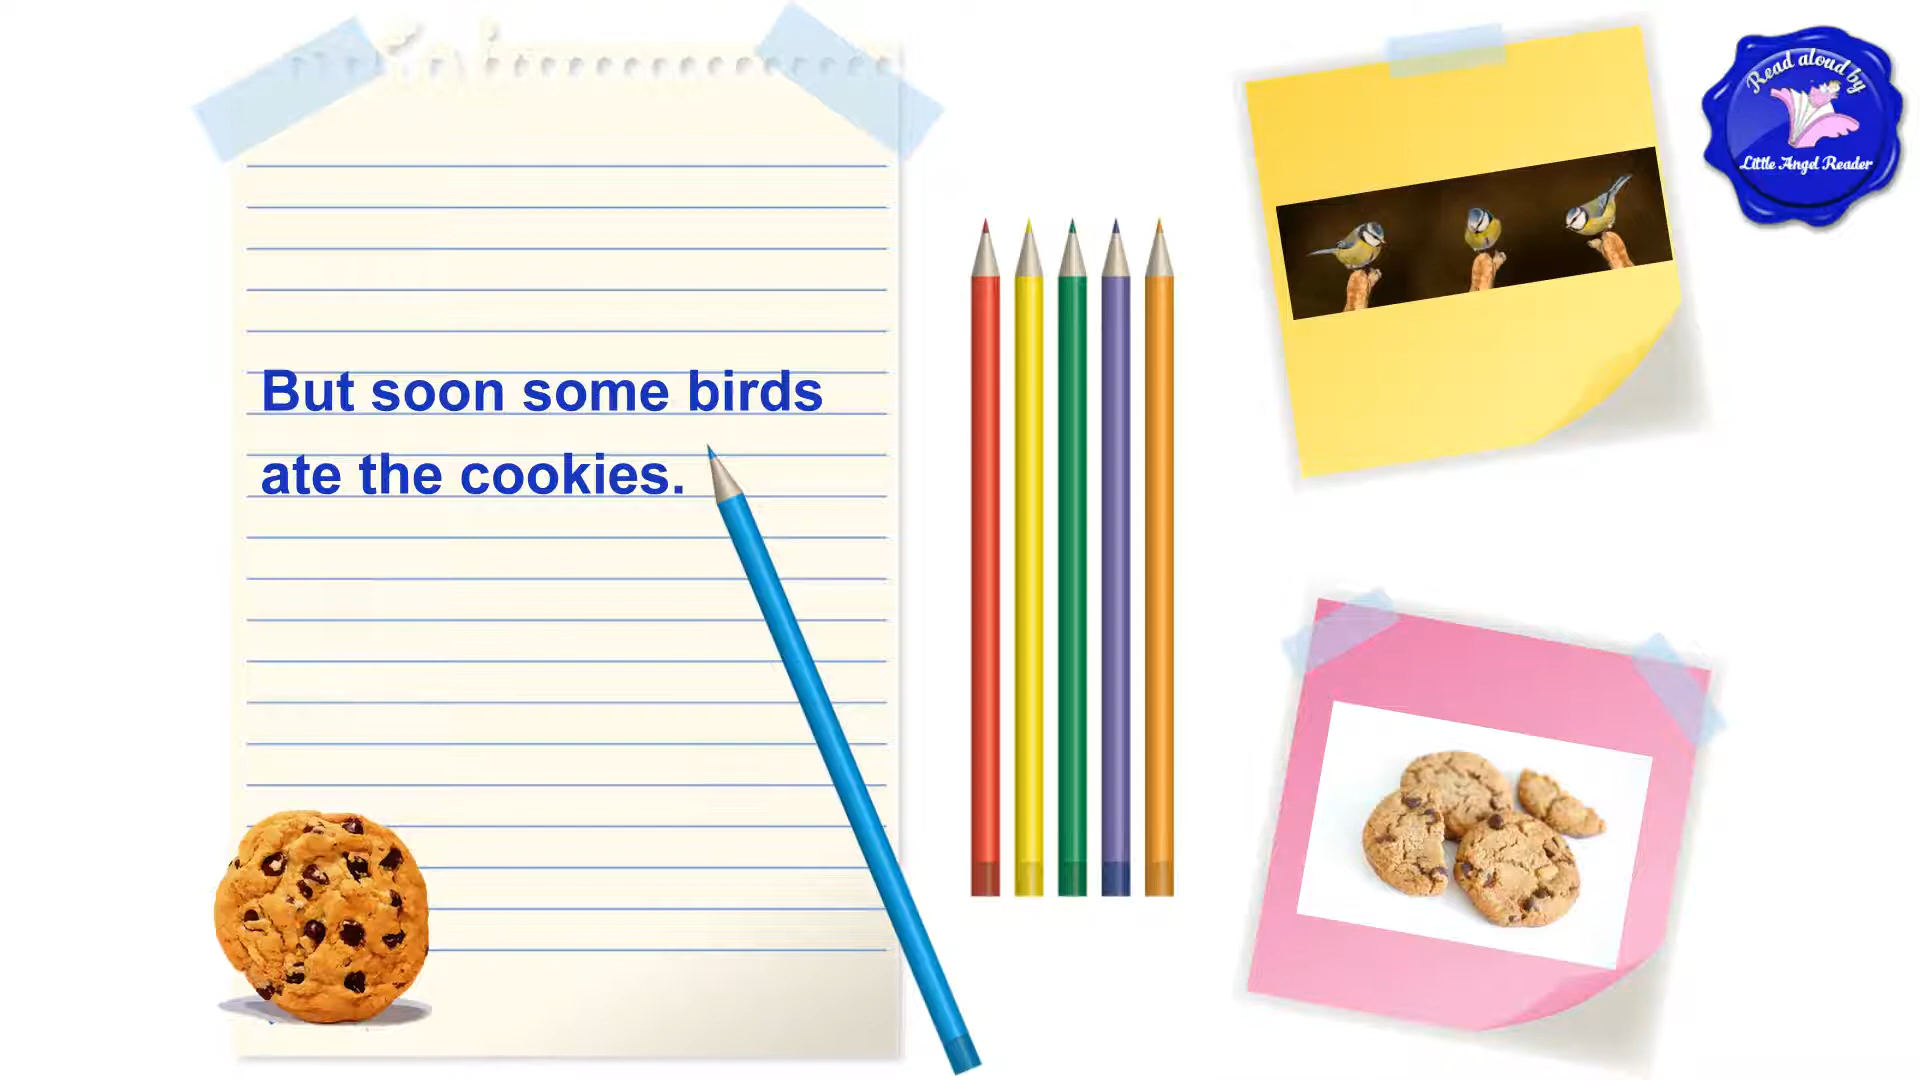 But soon some birds
ate the cookies.
Read aloud by
Little Angel Reader